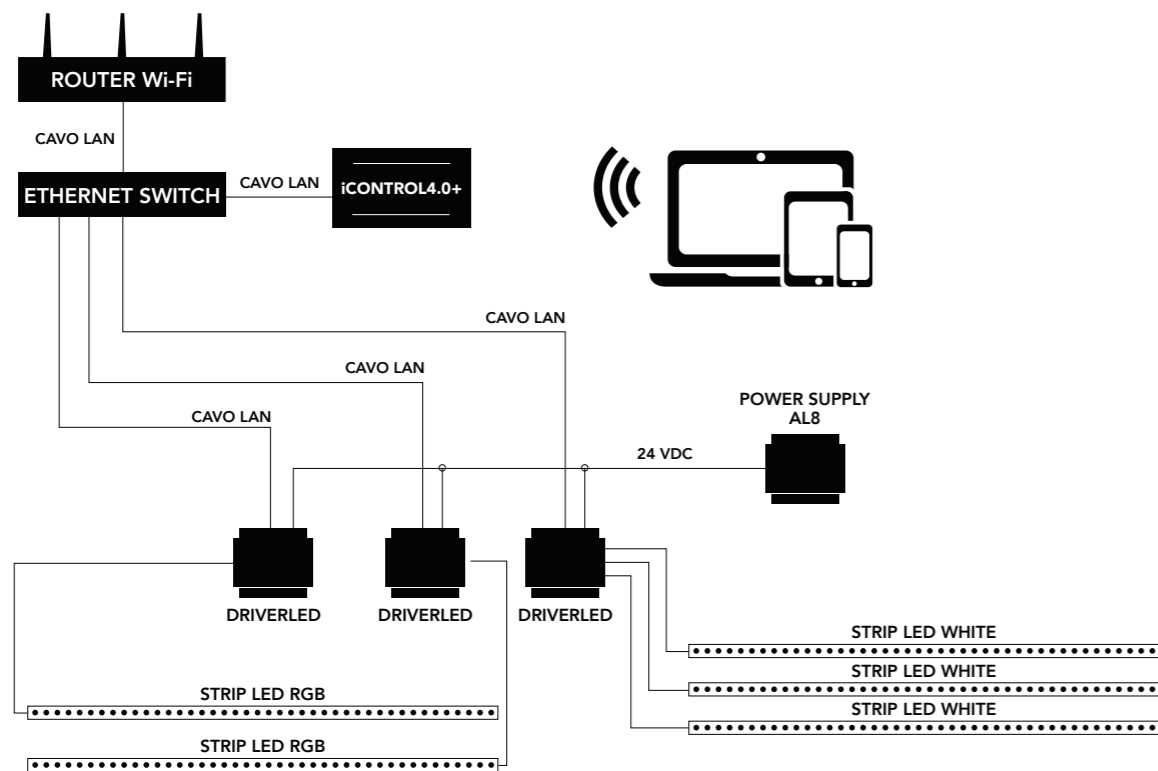 ROUTER Wi-Fi
CAVO LAN
ETHERNET SWITCH
CAVO LAN
iCONTROL4.0+
CAVO LAN
CAVO LAN
CAVO LAN
POWER SUPPLY
AL8
24 VDC
DRIVERLED
DRIVERLED
DRIVERLED
STRIP LED WHITE
STRIP LED WHITE
STRIP LED WHITE
STRIP LED RGB
STRIP LED RGB